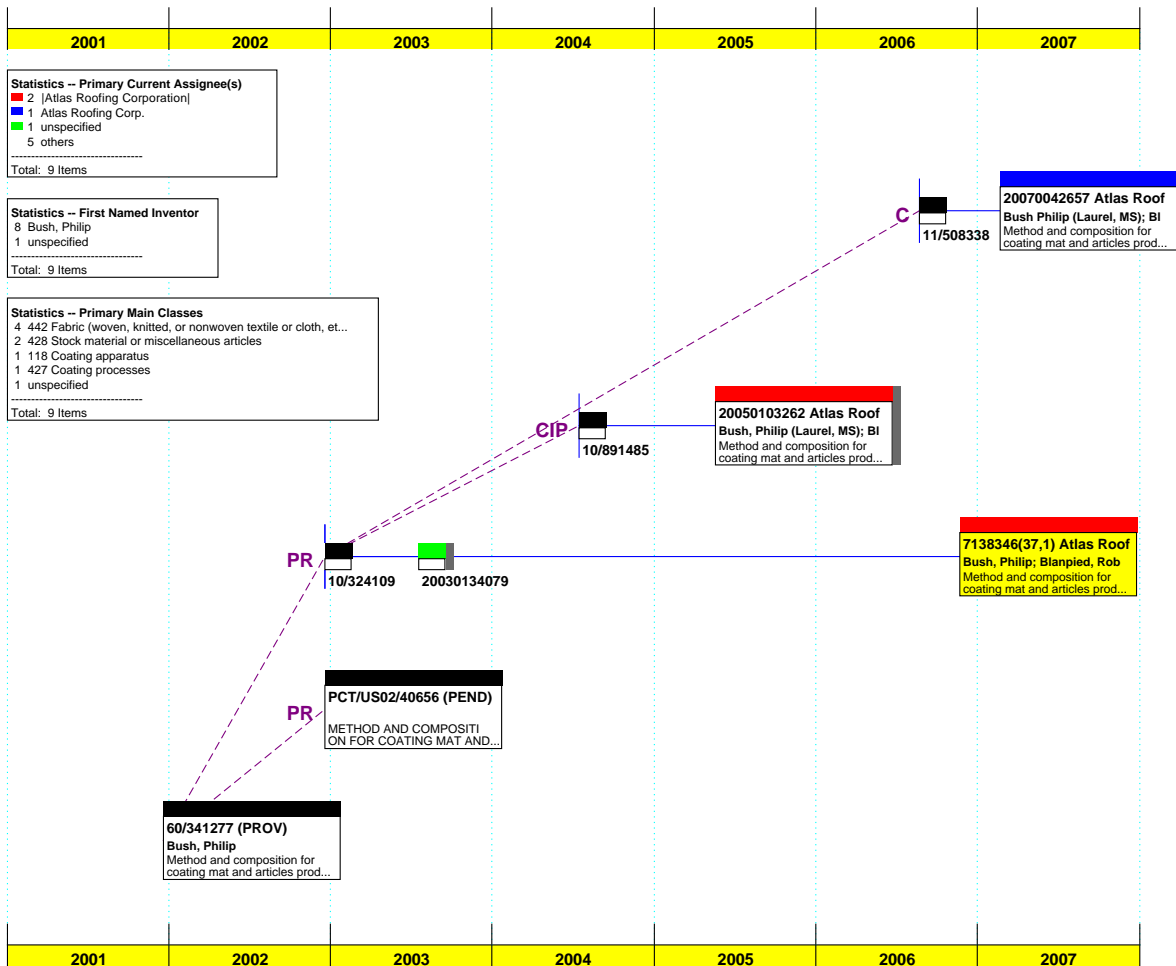 2001 2002 2003 2004 2005 2006 2007
Statistics -- Primary Current Assignee(s)
2 |Atlas Roofing Corporation|
1 Atlas Roofing Corp.
1 unspecified
5 others
---------------------------------
Total: 9 Items
Statistics -- First Named Inventor
8 Bush, Philip
1 unspecified
---------------------------------
Total: 9 Items
Statistics -- Primary Main Classes
4 442 Fabric (woven, knitted, or nonwoven textile or cloth, et...
2 428 Stock material or miscellaneous articles
1 118 Coating apparatus
1 427 Coating processes
1 unspecified
---------------------------------
Total: 9 Items
C
11/508338
20070042657 Atlas Roof
Bush Philip (Laurel, MS); Bl
Method and composition for
coating mat and articles prod...
CIP
10/891485
20050103262 Atlas Roof
Bush, Philip (Laurel, MS); Bl
Method and composition for
coating mat and articles prod...
PR
10/324109
20030134079
7138346(37,1) Atlas Roof
Bush, Philip; Blanpied, Rob
Method and composition for
coating mat and articles prod...
PR
PCT/US02/40656 (PEND)
METHOD AND COMPOSITI
ON FOR COATING MAT AND...
60/341277 (PROV)
Bush, Philip
Method and composition for
coating mat and articles prod...
2001 2002 2003 2004 2005 2006 2007